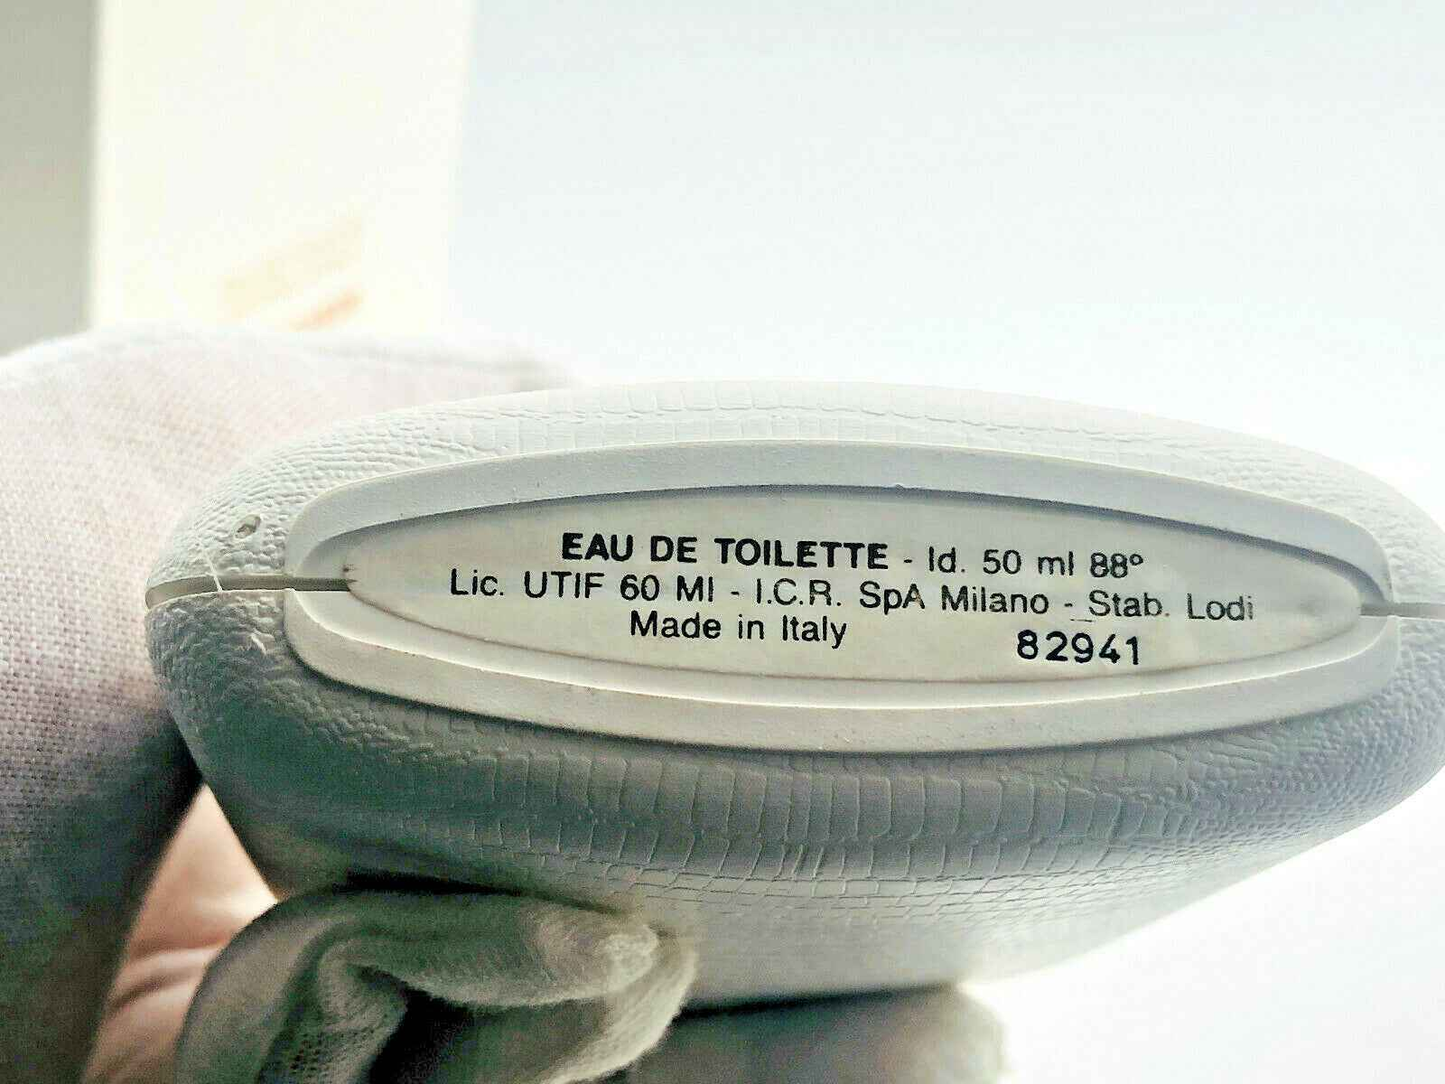 EAU DE TOILETTE - Id. 50 ml 88°
Lic. UTIF 60 MI - I.C.R. SpA Milano - Stab. Lodi
Made in Italy 82941